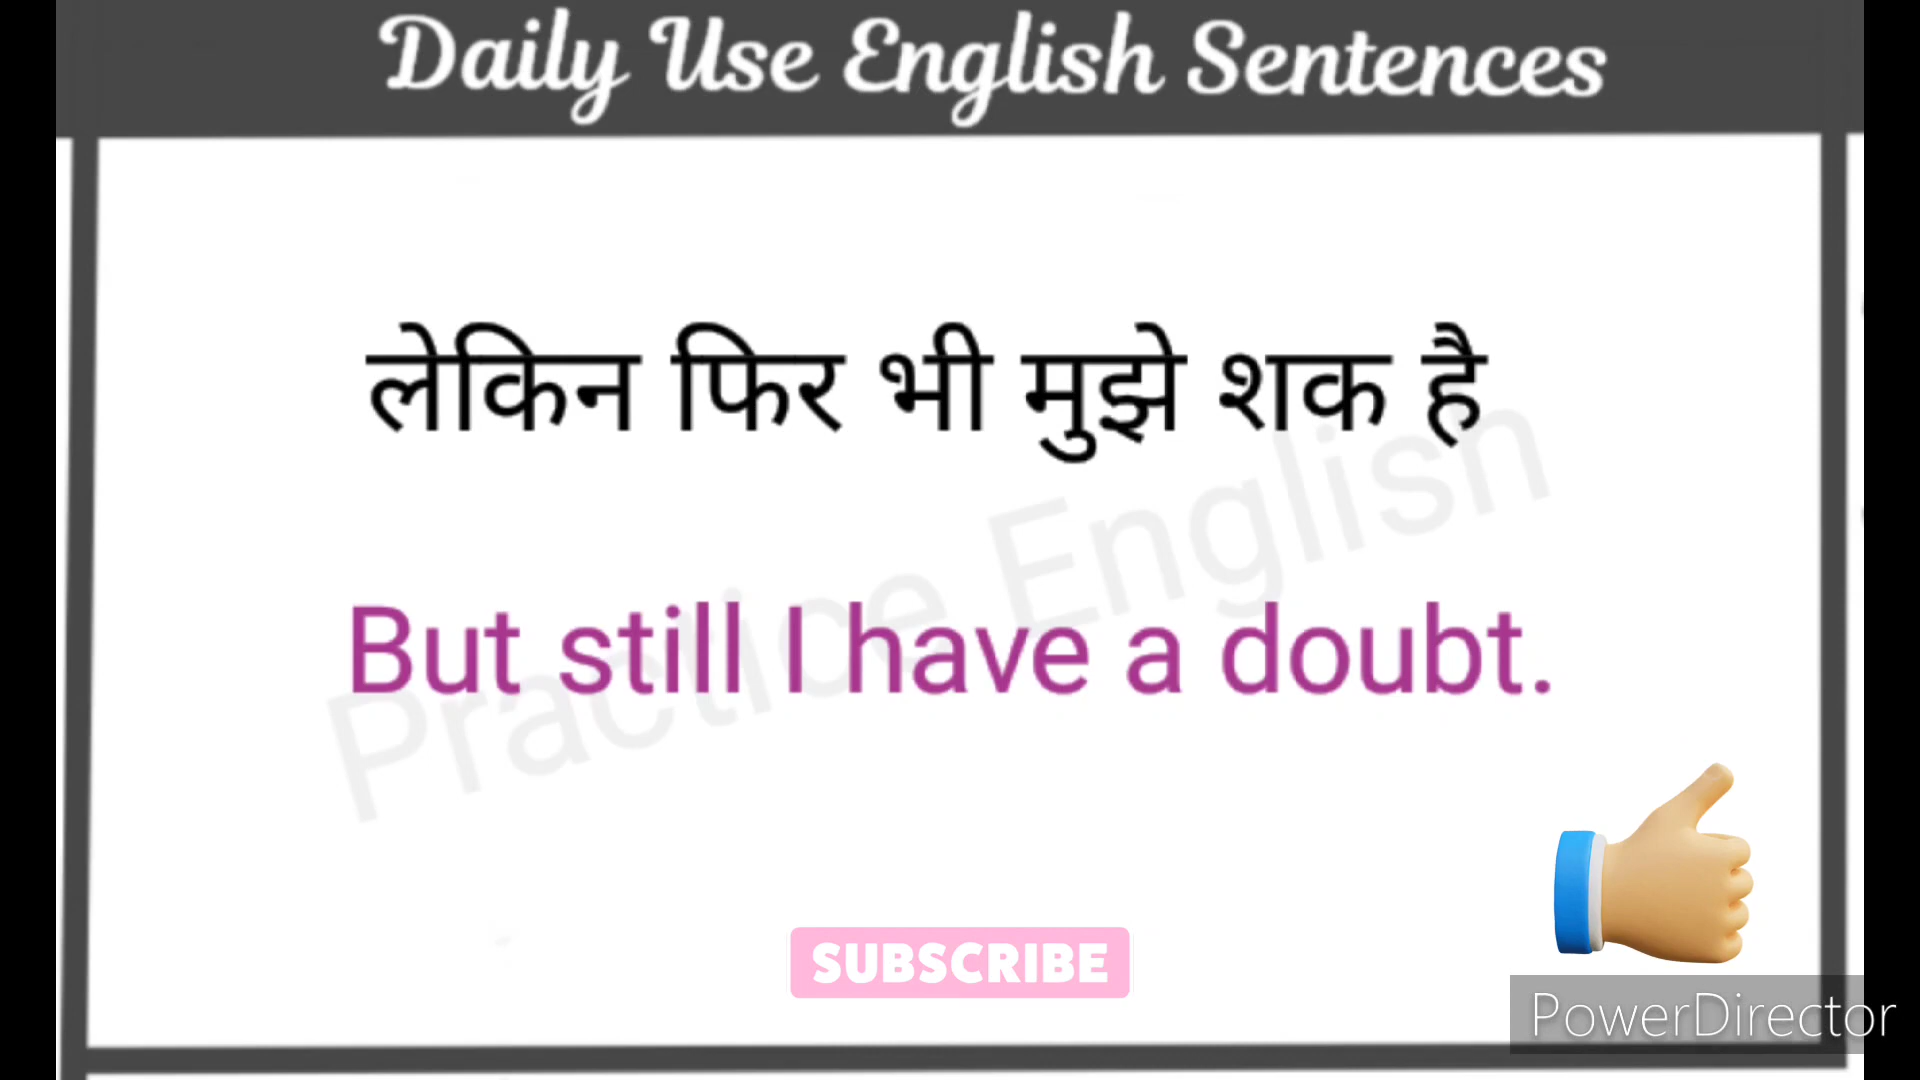 Daily Use English Sentences
लेकिन फिर भी मुझे शक है
But still I have a doubt.
Practice English
SUBSCRIBE
PowerDirector